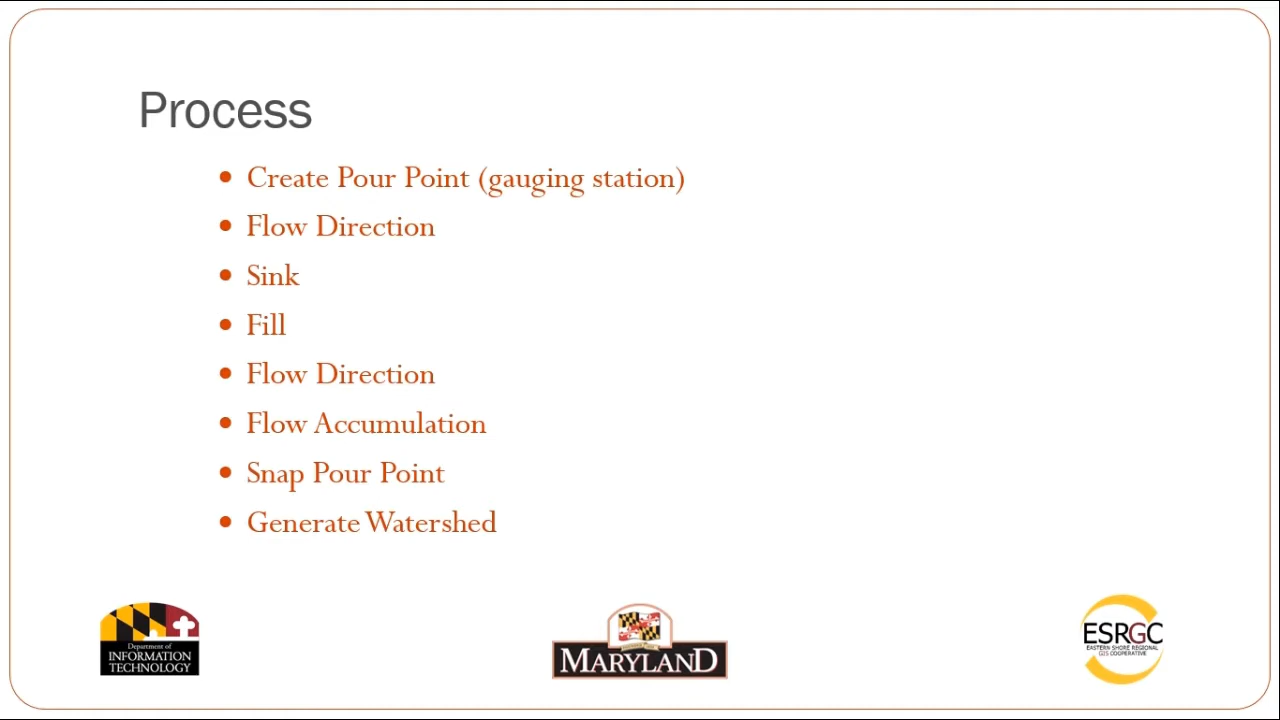 Process
• Create Pour Point (gauging station)
• Flow Direction
• Sink
• Fill
• Flow Direction
• Flow Accumulation
• Snap Pour Point
• Generate Watershed
Department of
INFORMATION
TECHNOLOGY
MARYLAND
ESRGC
EASTERN SHORE REGIONAL
GIS COOPERATIVE